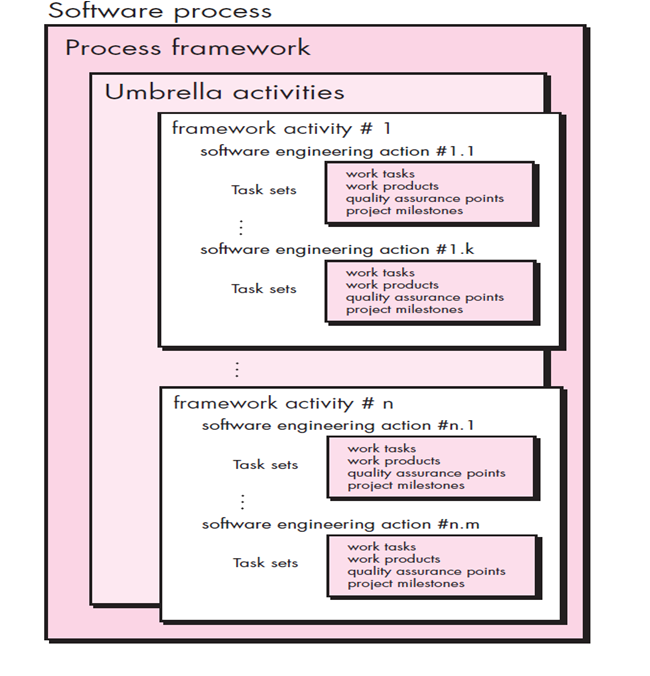 Software process
Process framework
Umbrella activities
framework activity # 1
software engineering action #1.1
Task sets
work tasks
work products
quality assurance points
project milestones
software engineering action #1.k
Task sets
work tasks
work products
quality assurance points
project milestones
framework activity # n
software engineering action #n.1
Task sets
work tasks
work products
quality assurance points
project milestones
software engineering action #n.m
Task sets
work tasks
work products
quality assurance points
project milestones